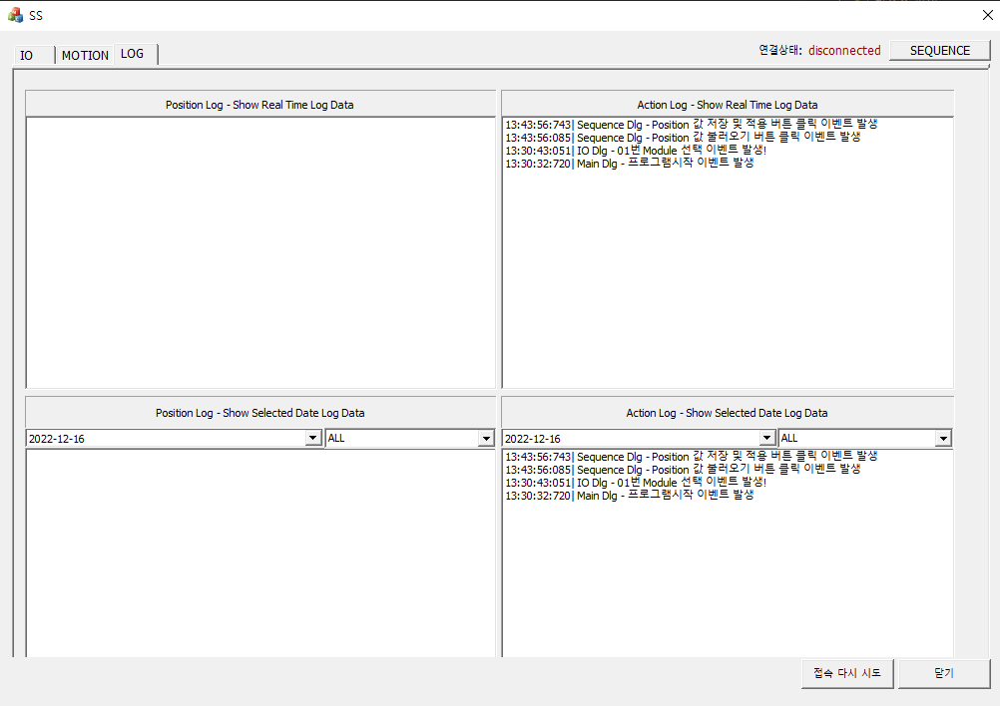 SS
IO
MOTION
LOG
연결상태: disconnected
SEQUENCE
Position Log - Show Real Time Log Data
Action Log - Show Real Time Log Data
13:43:56:743| Sequence Dlg - Position 값 저장 및 적용 버튼 클릭 이벤트 발생
13:43:56:085| Sequence Dlg - Position 값 불러오기 버튼 클릭 이벤트 발생
13:30:43:051| IO Dlg - 01번 Module 선택 이벤트 발생!
13:30:32:720| Main Dlg - 프로그램시작 이벤트 발생
Position Log - Show Selected Date Log Data
Action Log - Show Selected Date Log Data
2022-12-16
ALL
2022-12-16
ALL
13:43:56:743| Sequence Dlg - Position 값 저장 및 적용 버튼 클릭 이벤트 발생
13:43:56:085| Sequence Dlg - Position 값 불러오기 버튼 클릭 이벤트 발생
13:30:43:051| IO Dlg - 01번 Module 선택 이벤트 발생!
13:30:32:720| Main Dlg - 프로그램시작 이벤트 발생
접속 다시 시도
닫기